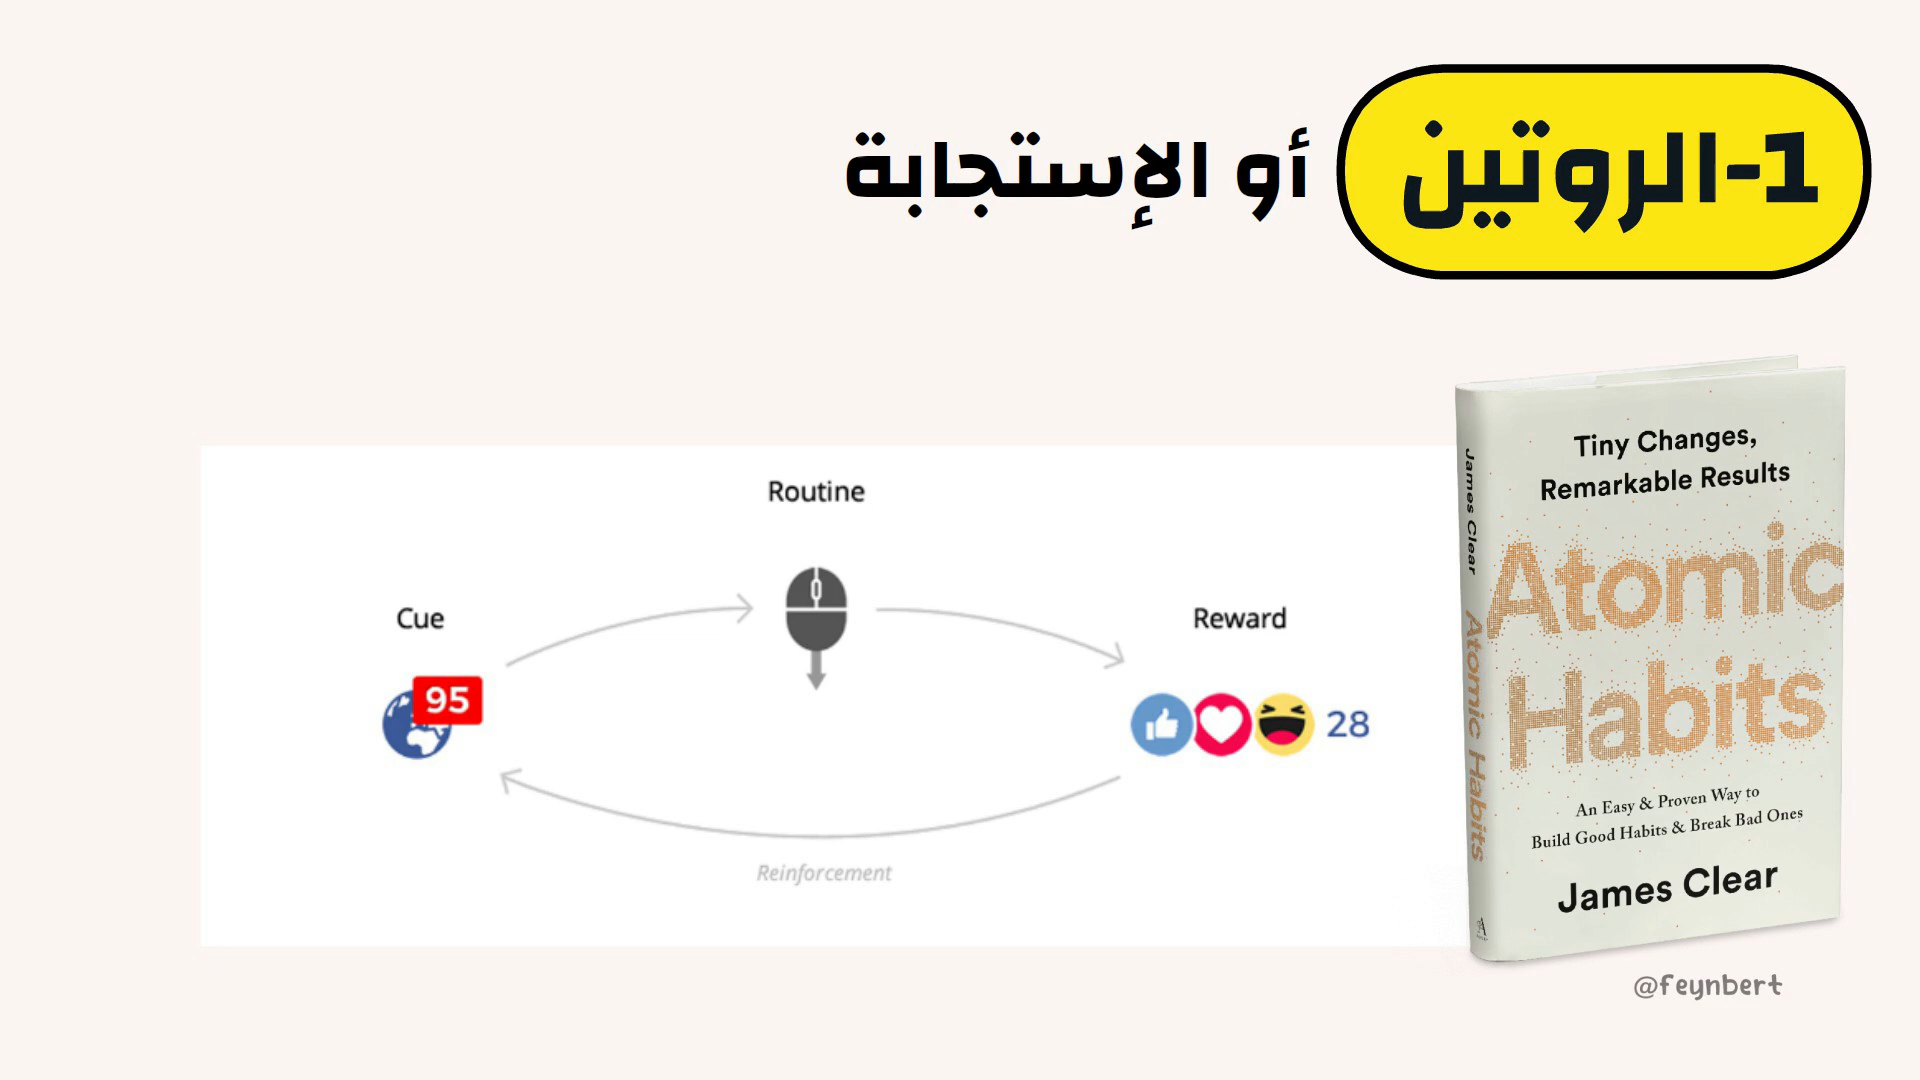 1-الروتين أو الإستجابة
Routine
Cue
Reward
95
28
Reinforcement
James Clear Atomic Habits
Tiny Changes,
Remarkable Results
Atomic
Habits
An Easy & Proven Way to
Build Good Habits & Break Bad Ones
James Clear
@feynbert